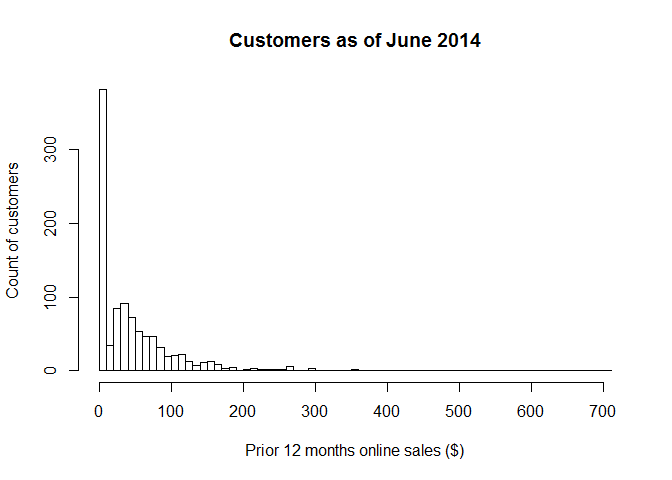 Customers as of June 2014
Count of customers
300
200
100
0
0 100 200 300 400 500 600 700
Prior 12 months online sales ($)